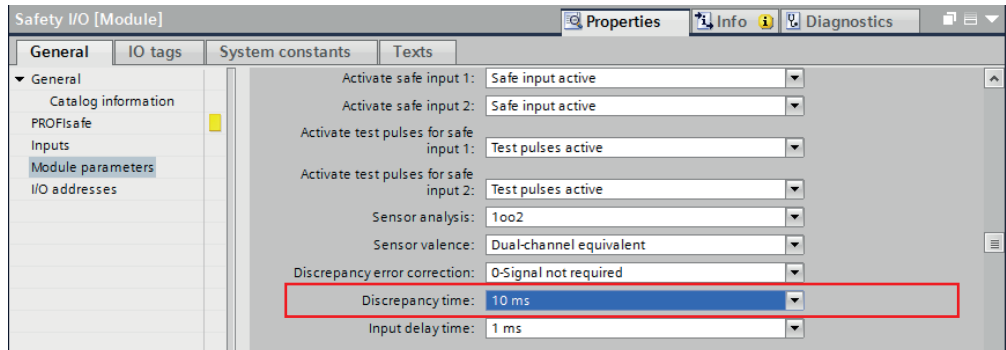 Safety I/O [Module]
Properties
Info
Diagnostics
General
IO tags
System constants
Texts
General
Catalog information
PROFIsafe
Inputs
Module parameters
I/O addresses
Activate safe input 1: Safe input active
Activate safe input 2: Safe input active
Activate test pulses for safe
input 1: Test pulses active
Activate test pulses for safe
input 2: Test pulses active
Sensor analysis: 1oo2
Sensor valence: Dual-channel equivalent
Discrepancy error correction: 0-Signal not required
Discrepancy time: 10 ms
Input delay time: 1 ms